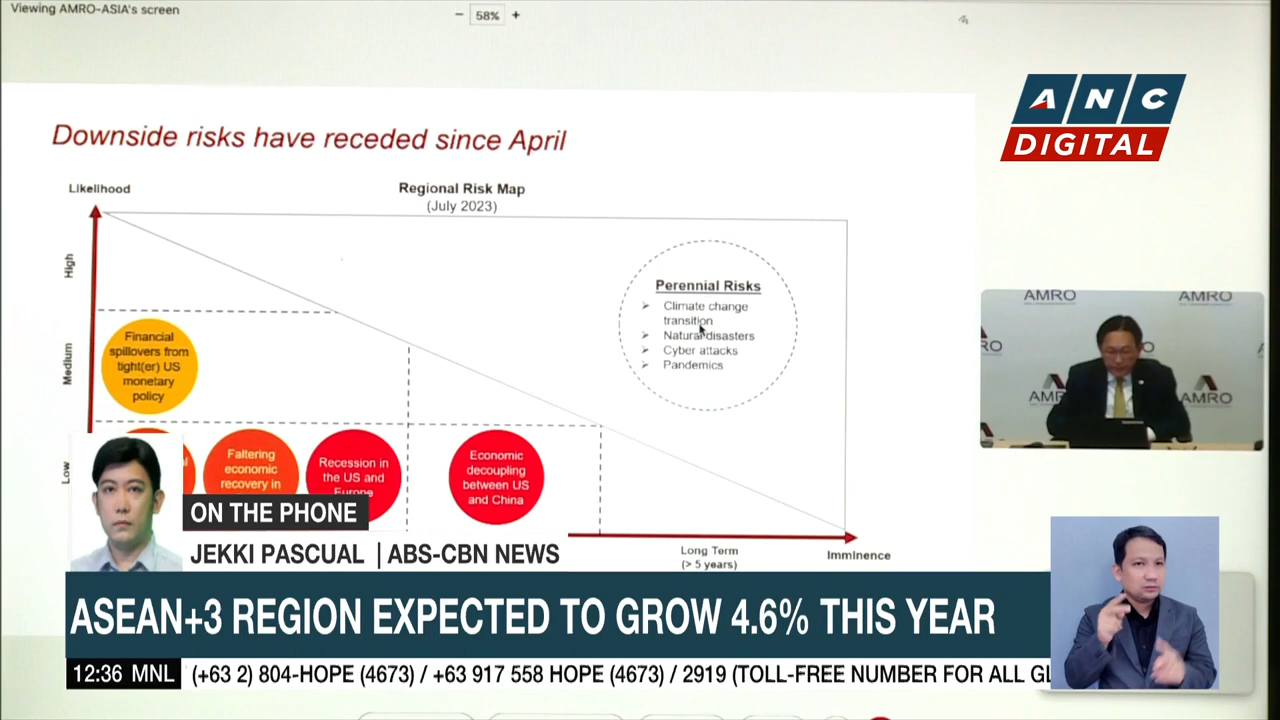 Viewing AMRO-ASIA's screen
58%
ANC
DIGITAL
Downside risks have receded since April
Likelihood
Regional Risk Map
(July 2023)
High
Medium
Low
Perennial Risks
Climate change
transition
Natural disasters
Cyber attacks
Pandemics
Financial
spillovers from
tight(er) US
monetary
policy
Faltering
economic
recovery in
Recession in
the US and
Europe
Economic
decoupling
between US
and China
Long Term
(> 5 years)
Imminence
AMRO
AMRO
AMRO
AMRO
ON THE PHONE
JEKKI PASCUAL | ABS-CBN NEWS
ASEAN+3 REGION EXPECTED TO GROW 4.6% THIS YEAR
12:36 MNL
(+63 2) 804-HOPE (4673) / +63 917 558 HOPE (4673) / 2919 (TOLL-FREE NUMBER FOR ALL GL